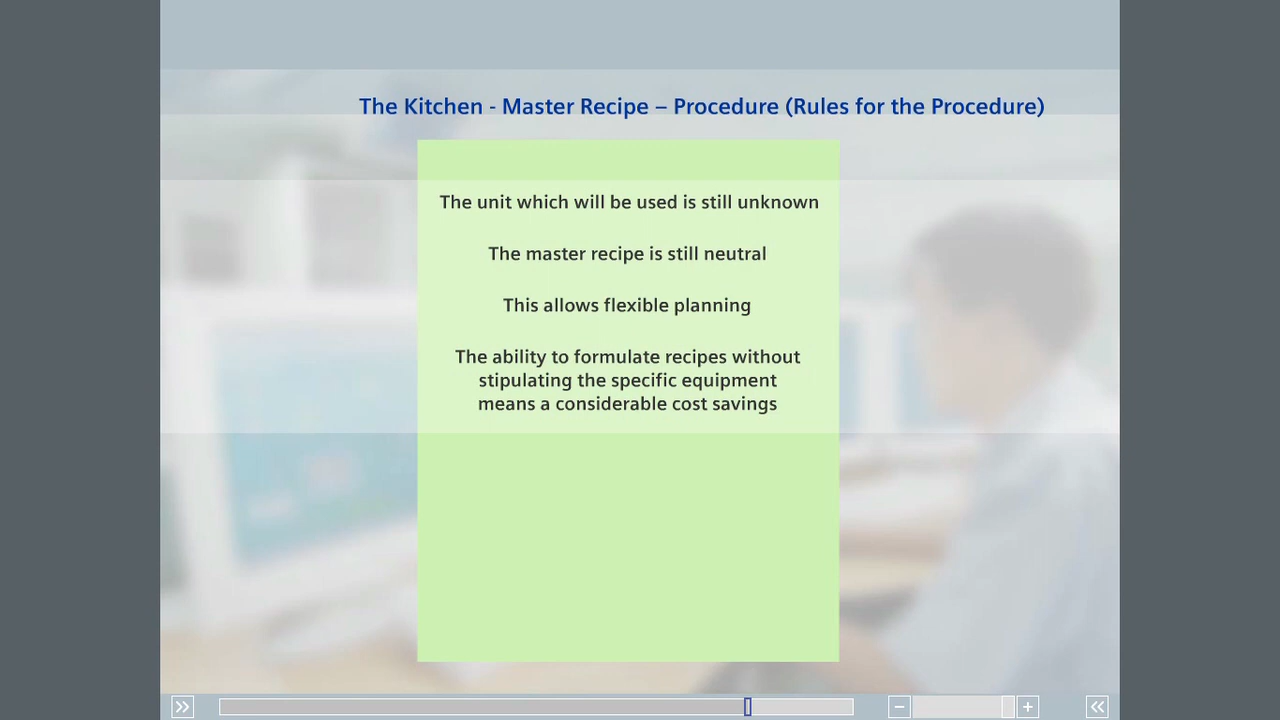 The Kitchen - Master Recipe – Procedure (Rules for the Procedure)
The unit which will be used is still unknown
The master recipe is still neutral
This allows flexible planning
The ability to formulate recipes without
stipulating the specific equipment
means a considerable cost savings